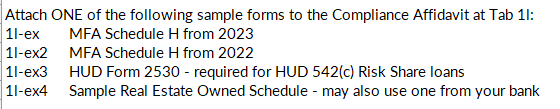 Attach ONE of the following sample forms to the Compliance Affidavit at Tab 1l:
1l-ex MFA Schedule H from 2023
1l-ex2 MFA Schedule H from 2022
1l-ex3 HUD Form 2530 - required for HUD 542(c) Risk Share loans
1l-ex4 Sample Real Estate Owned Schedule - may also use one from your bank